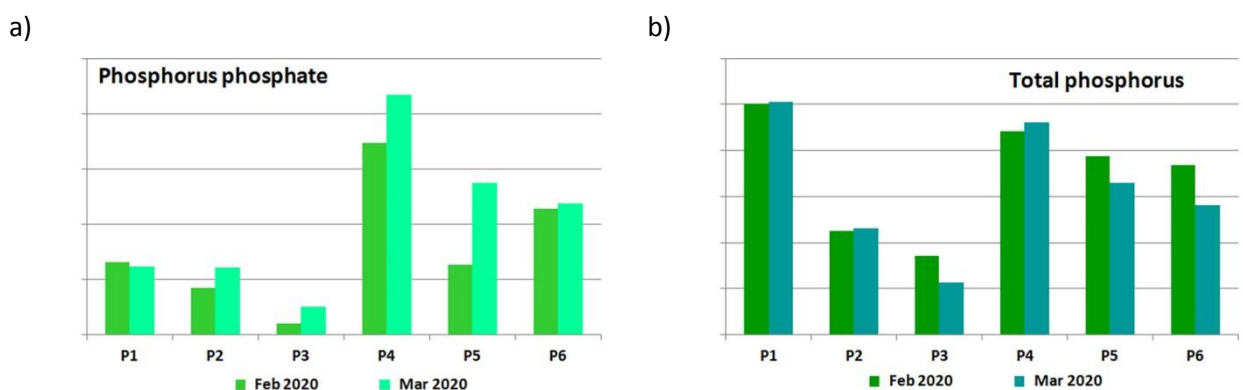 a)
Phosphorus phosphate
P1 P2 P3 P4 P5 P6
Feb 2020 Mar 2020
b)
Total phosphorus
P1 P2 P3 P4 P5 P6
Feb 2020 Mar 2020